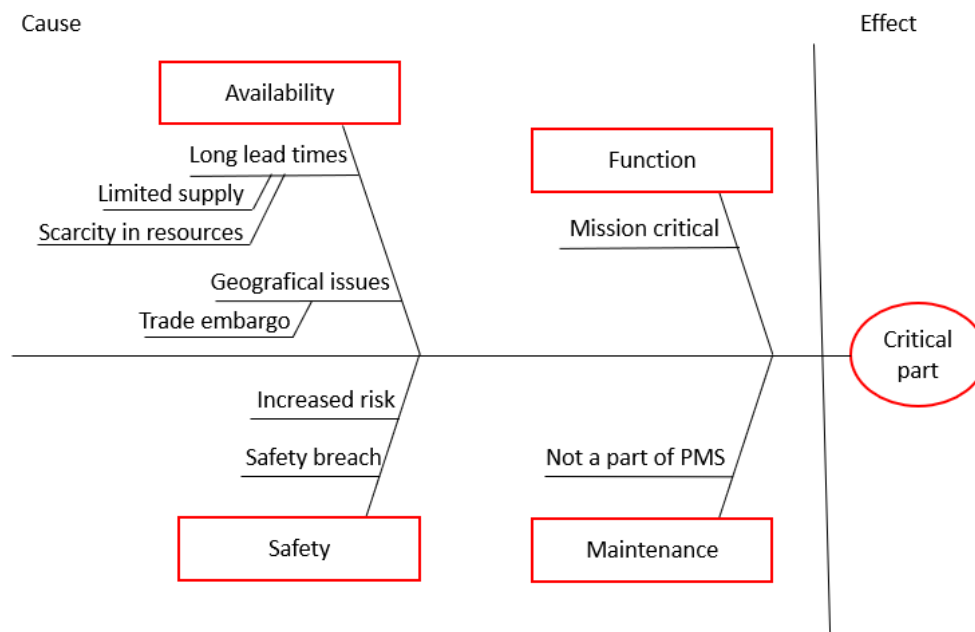 Cause
Effect
Availability
Long lead times
Limited supply
Scarcity in resources
Geografical issues
Trade embargo
Function
Mission critical
Critical
part
Increased risk
Safety breach
Safety
Not a part of PMS
Maintenance